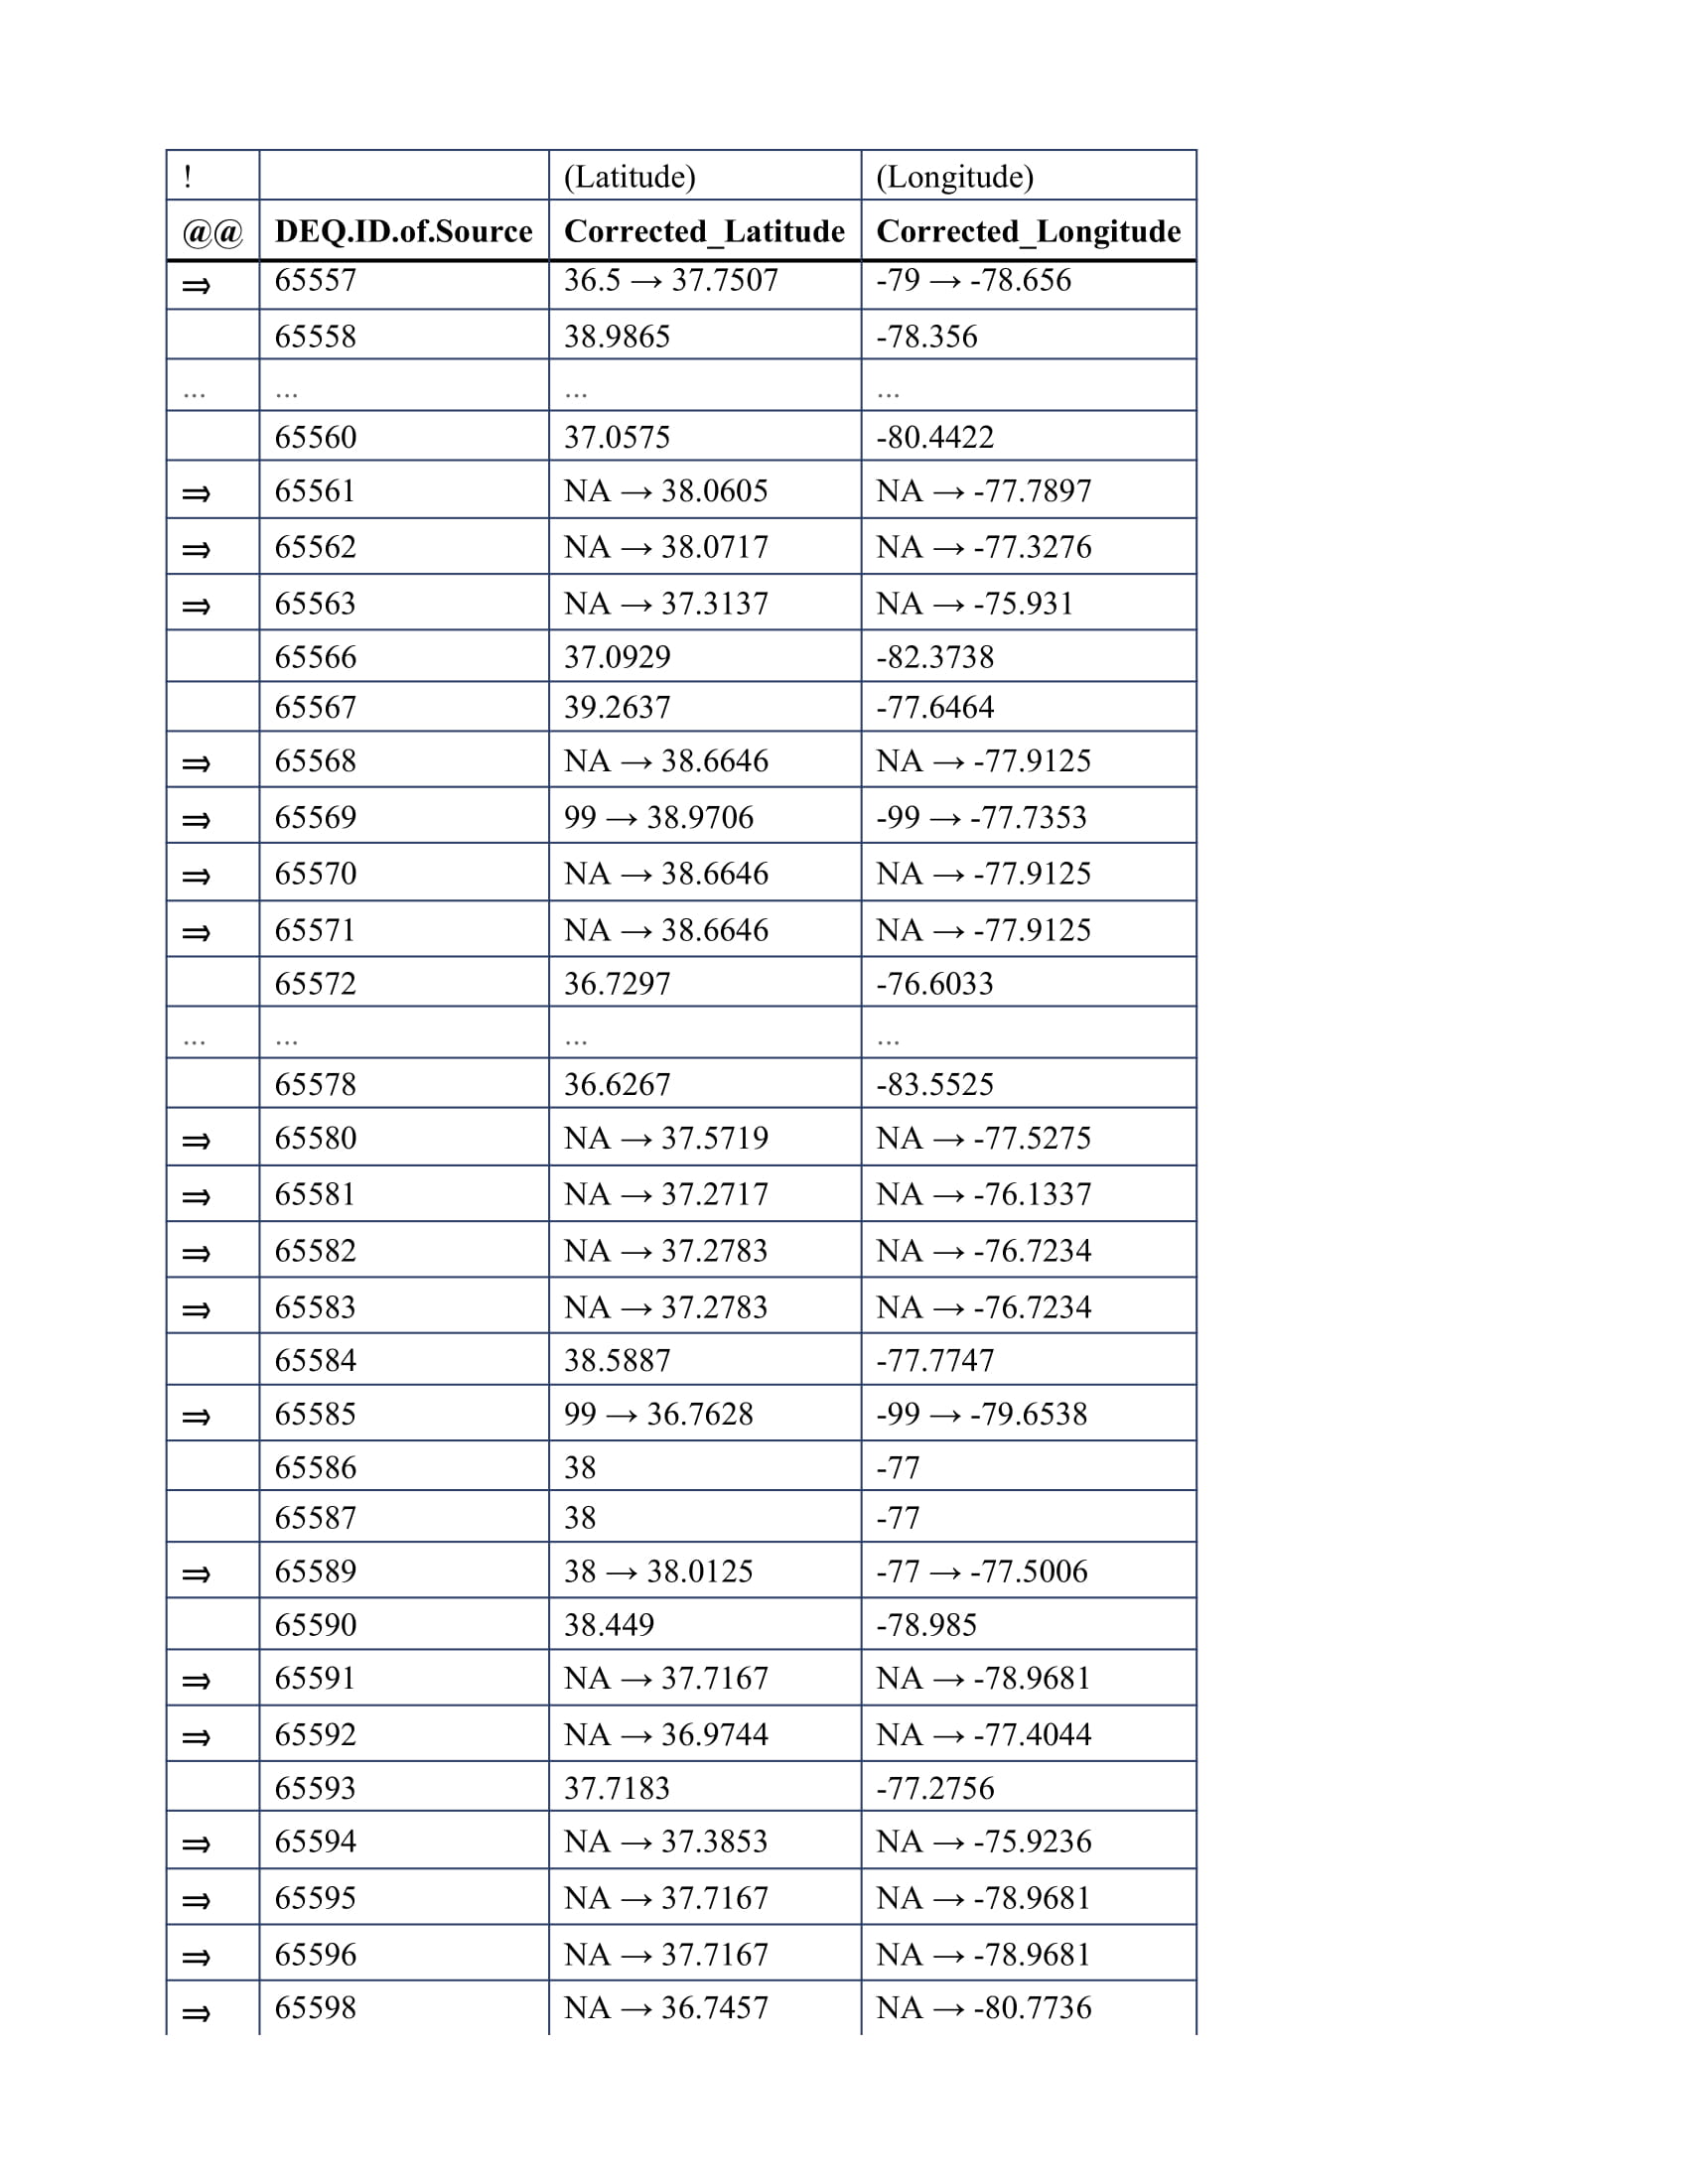 ! (Latitude) (Longitude)
@@ DEQ.ID.of.Source Corrected_Latitude Corrected_Longitude
⇒ 65557 36.5 → 37.7507 -79 → -78.656
65558 38.9865 -78.356
... ... ... ...
65560 37.0575 -80.4422
⇒ 65561 NA → 38.0605 NA → -77.7897
⇒ 65562 NA → 38.0717 NA → -77.3276
⇒ 65563 NA → 37.3137 NA → -75.931
65566 37.0929 -82.3738
65567 39.2637 -77.6464
⇒ 65568 NA → 38.6646 NA → -77.9125
⇒ 65569 99 → 38.9706 -99 → -77.7353
⇒ 65570 NA → 38.6646 NA → -77.9125
⇒ 65571 NA → 38.6646 NA → -77.9125
65572 36.7297 -76.6033
... ... ... ...
65578 36.6267 -83.5525
⇒ 65580 NA → 37.5719 NA → -77.5275
⇒ 65581 NA → 37.2717 NA → -76.1337
⇒ 65582 NA → 37.2783 NA → -76.7234
⇒ 65583 NA → 37.2783 NA → -76.7234
65584 38.5887 -77.7747
⇒ 65585 99 → 36.7628 -99 → -79.6538
65586 38 -77
65587 38 -77
⇒ 65589 38 → 38.0125 -77 → -77.5006
65590 38.449 -78.985
⇒ 65591 NA → 37.7167 NA → -78.9681
⇒ 65592 NA → 36.9744 NA → -77.4044
65593 37.7183 -77.2756
⇒ 65594 NA → 37.3853 NA → -75.9236
⇒ 65595 NA → 37.7167 NA → -78.9681
⇒ 65596 NA → 37.7167 NA → -78.9681
⇒ 65598 NA → 36.7457 NA → -80.7736